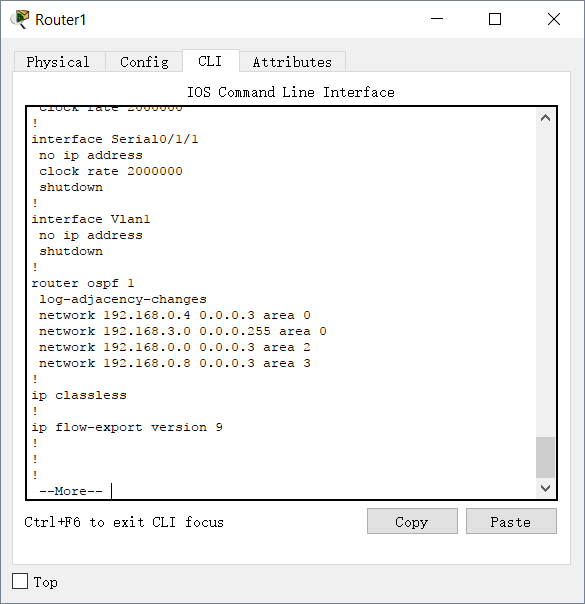 Router1
Physical Config CLI Attributes
IOS Command Line Interface
clock rate 2000000
!
interface Serial0/1/1
no ip address
clock rate 2000000
shutdown
!
interface Vlan1
no ip address
shutdown
!
router ospf 1
log-adjacency-changes
network 192.168.0.4 0.0.0.3 area 0
network 192.168.3.0 0.0.0.255 area 0
network 192.168.0.0 0.0.0.3 area 2
network 192.168.0.8 0.0.0.3 area 3
!
ip classless
!
ip flow-export version 9
!
!
!
--More--
Ctrl+F6 to exit CLI focus Copy Paste
Top